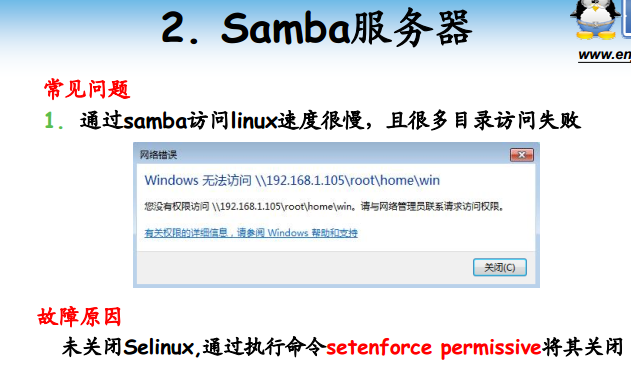 2. Samba服务器
www.en
常见问题
1. 通过samba访问linux速度很慢，且很多目录访问失败
网络错误
Windows 无法访问 \\192.168.1.105\root\home\win
您没有权限访问 \\192.168.1.105\root\home\win。请与网络管理员联系请求访问权限。
有关权限的详细信息，请参阅 Windows 帮助和支持
关闭(C)
故障原因
未关闭Selinux,通过执行命令setenforce permissive将其关闭